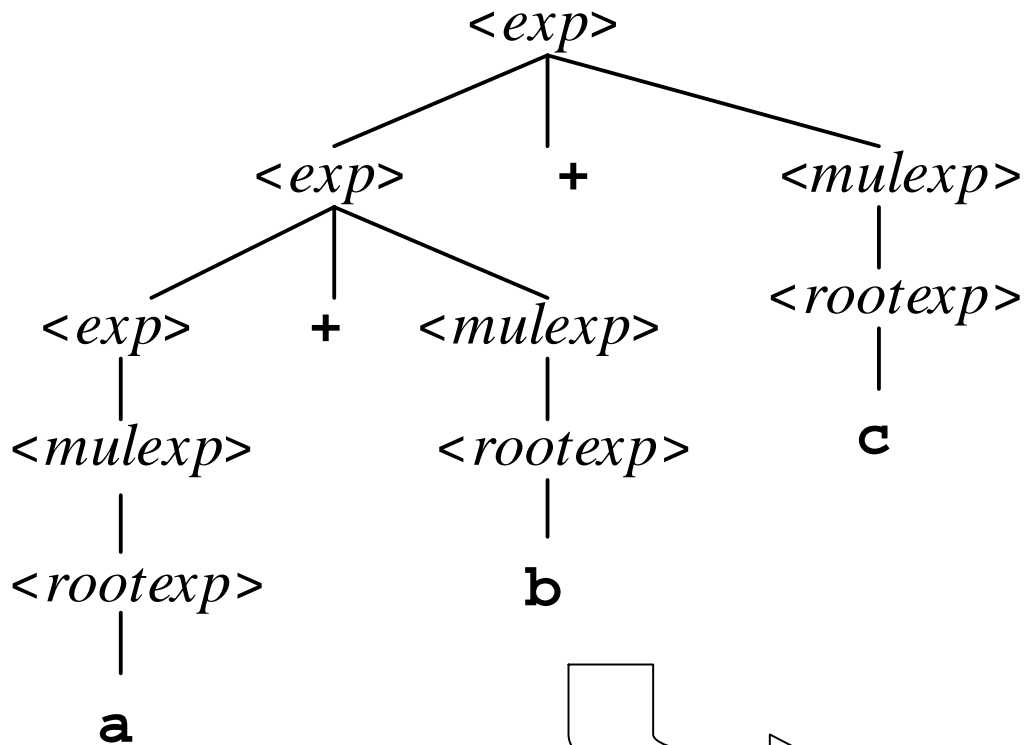 <exp>
<exp> + <mulexp>
<rootexp>
<exp> + <mulexp>
c
<mulexp> <rootexp>
<rootexp>
b
a